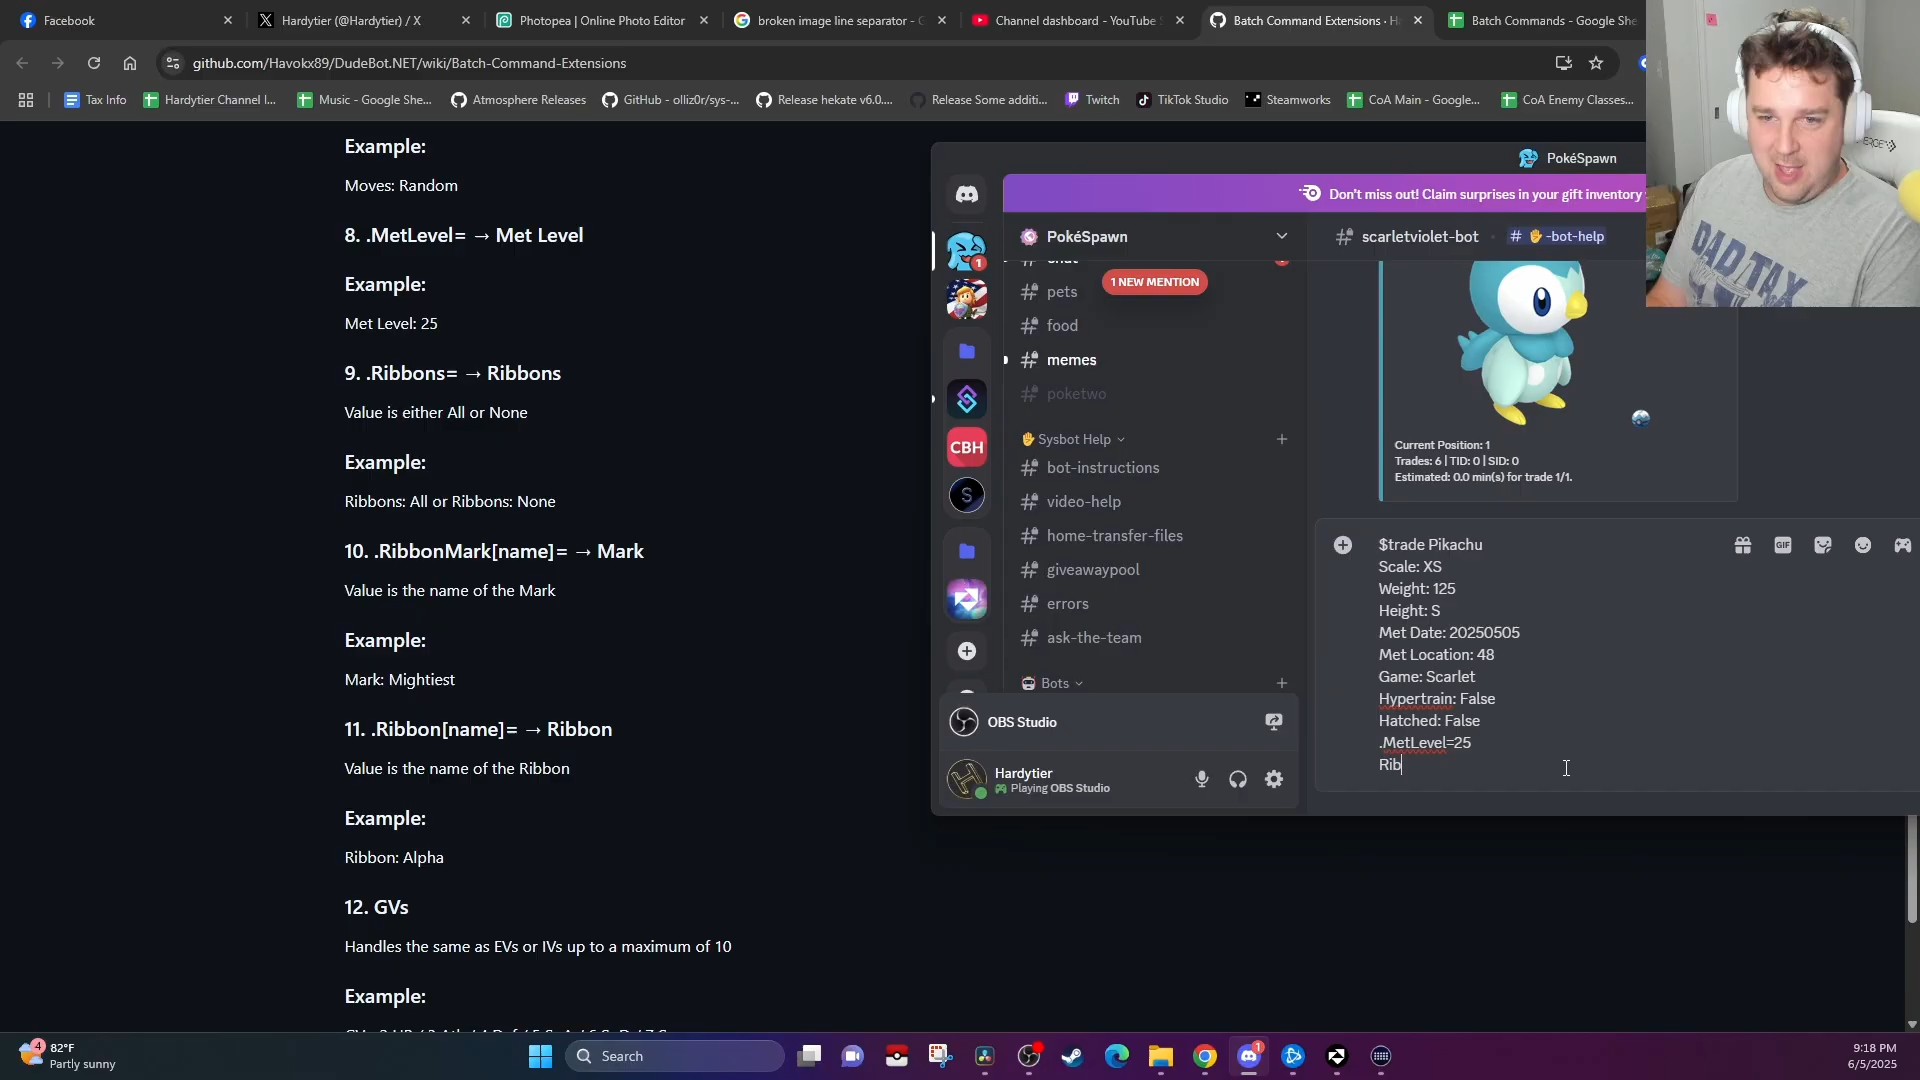 Facebook
Hardytier (@Hardytier) / X
Photopea | Online Photo Editor
broken image line separator -
Channel dashboard - YouTube
Batch Command Extensions ·
Batch Commands - Google She
github.com/Havokx89/DudeBot.NET/wiki/Batch-Command-Extensions
Tax Info
Hardytier Channel I...
Music - Google She...
Atmosphere Releases
GitHub - olliz0r/sys-...
Release hekate v6.0....
Release Some additi...
Twitch
TikTok Studio
Steamworks
CoA Main - Google...
CoA Enemy Classes...
Example:
Moves: Random
8. .MetLevel= → Met Level
Example:
Met Level: 25
9. .Ribbons= → Ribbons
Value is either All or None
Example:
Ribbons: All or Ribbons: None
10. .RibbonMark[name]= → Mark
Value is the name of the Mark
Example:
Mark: Mightiest
11. .Ribbon[name]= → Ribbon
Value is the name of the Ribbon
Example:
Ribbon: Alpha
12. GVs
Handles the same as EVs or IVs up to a maximum of 10
Example:
PokéSpawn
Don't miss out! Claim surprises in your gift inventory
PokéSpawn
1
1 NEW MENTION
pets
food
memes
poketwo
Sysbot Help
bot-instructions
video-help
home-transfer-files
giveawaypool
errors
ask-the-team
Bots
CBH
S
OBS Studio
Hardytier
Playing OBS Studio
scarletviolet-bot
-bot-help
Current Position: 1
Trades: 6 | TID: 0 | SID: 0
Estimated: 0.0 min(s) for trade 1/1.
$trade Pikachu
Scale: XS
Weight: 125
Height: S
Met Date: 20250505
Met Location: 48
Game: Scarlet
Hypertrain: False
Hatched: False
.MetLevel=25
Rib
GIF
DAD TAX
4
82°F
Partly sunny
Search
1
9:18 PM
6/5/2025